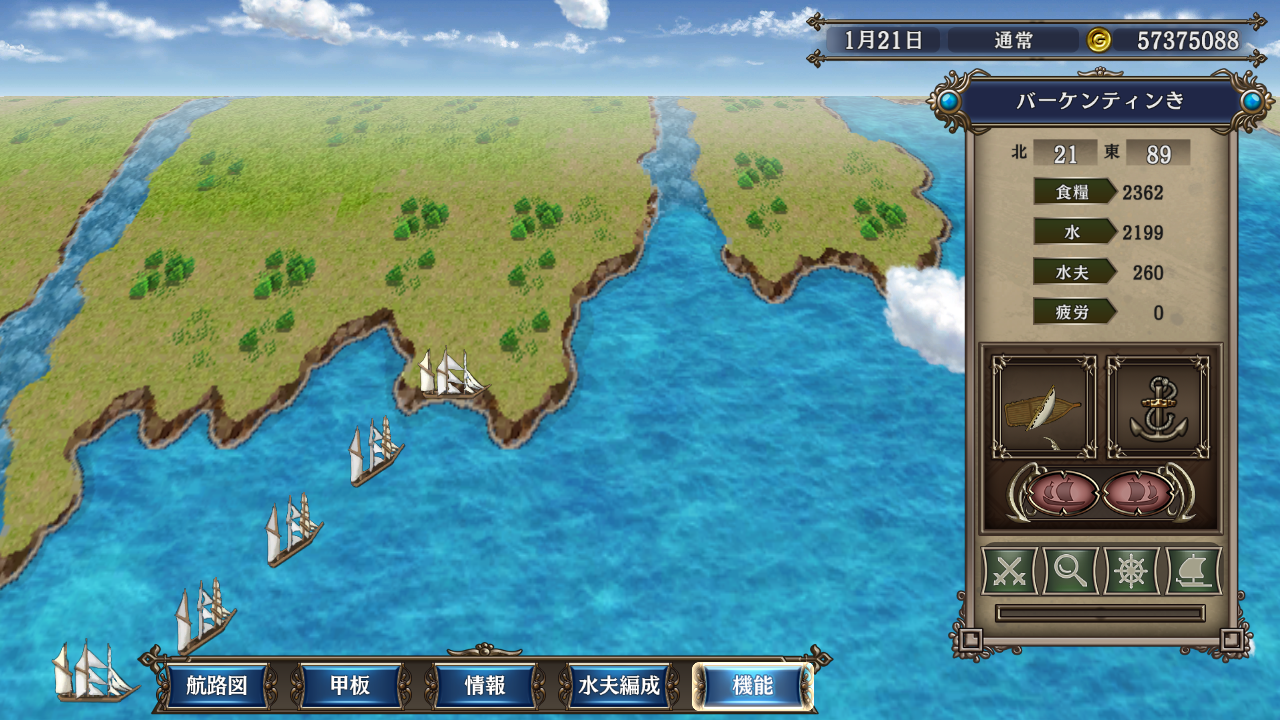 1月21日 通常 G 57375088
バーケンティンき
北 21 東 89
食糧 2362
水 2199
水夫 260
疲労 0
航路図 甲板 情報 水夫編成 機能